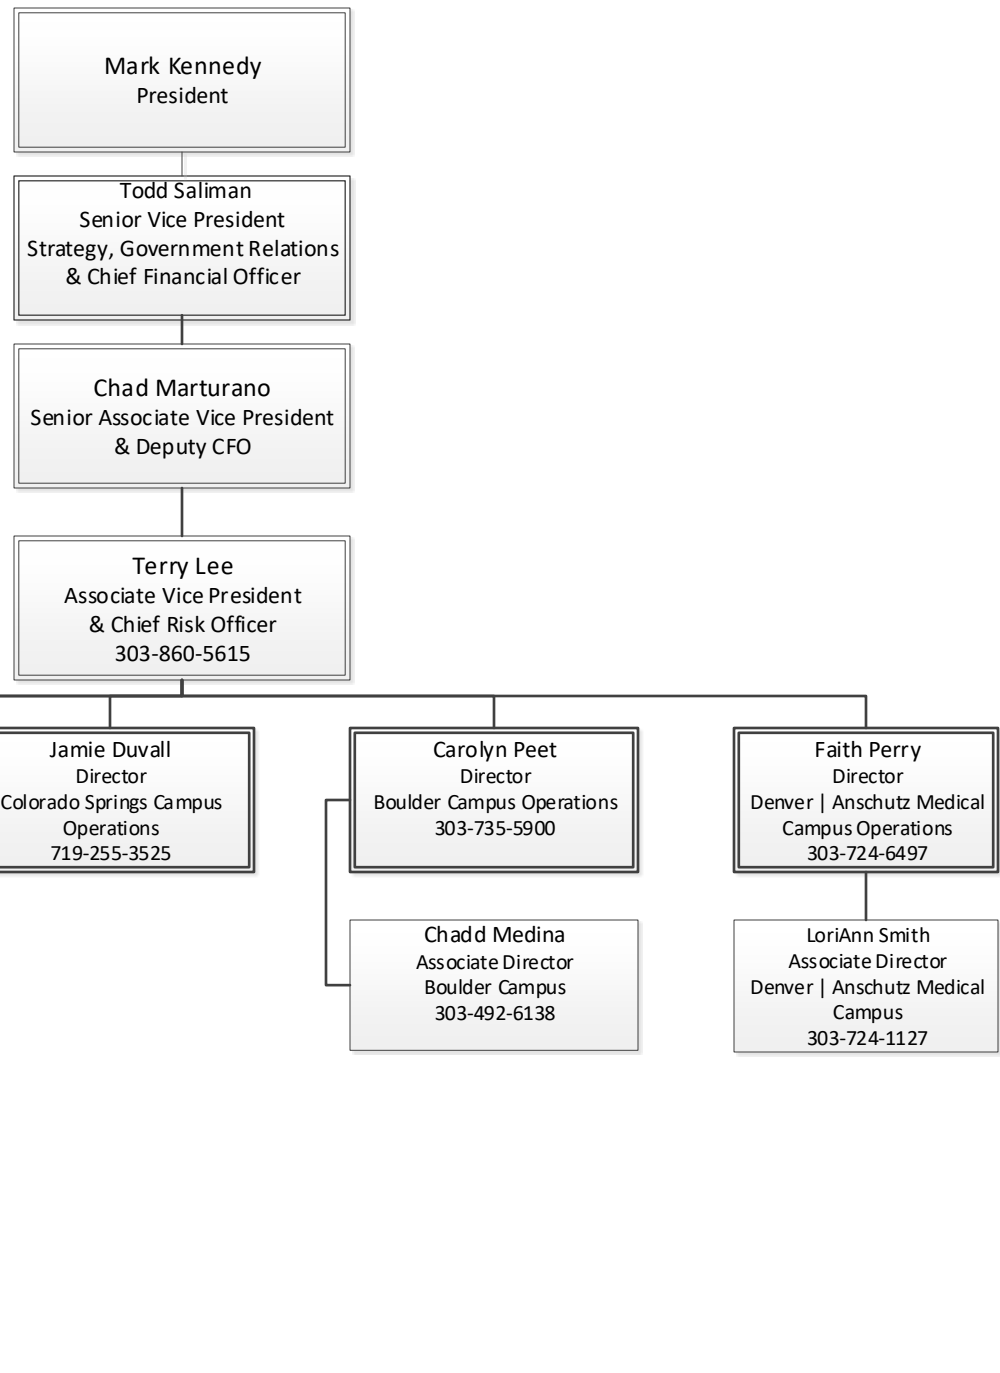 Mark Kennedy
President
Todd Saliman
Senior Vice President
Strategy, Government Relations
& Chief Financial Officer
Chad Marturano
Senior Associate Vice President
& Deputy CFO
Terry Lee
Associate Vice President
& Chief Risk Officer
303-860-5615
Jamie Duvall
Director
Colorado Springs Campus
Operations
719-255-3525
Carolyn Peet
Director
Boulder Campus Operations
303-735-5900
Faith Perry
Director
Denver | Anschutz Medical
Campus Operations
303-724-6497
Chadd Medina
Associate Director
Boulder Campus
303-492-6138
LoriAnn Smith
Associate Director
Denver | Anschutz Medical
Campus
303-724-1127